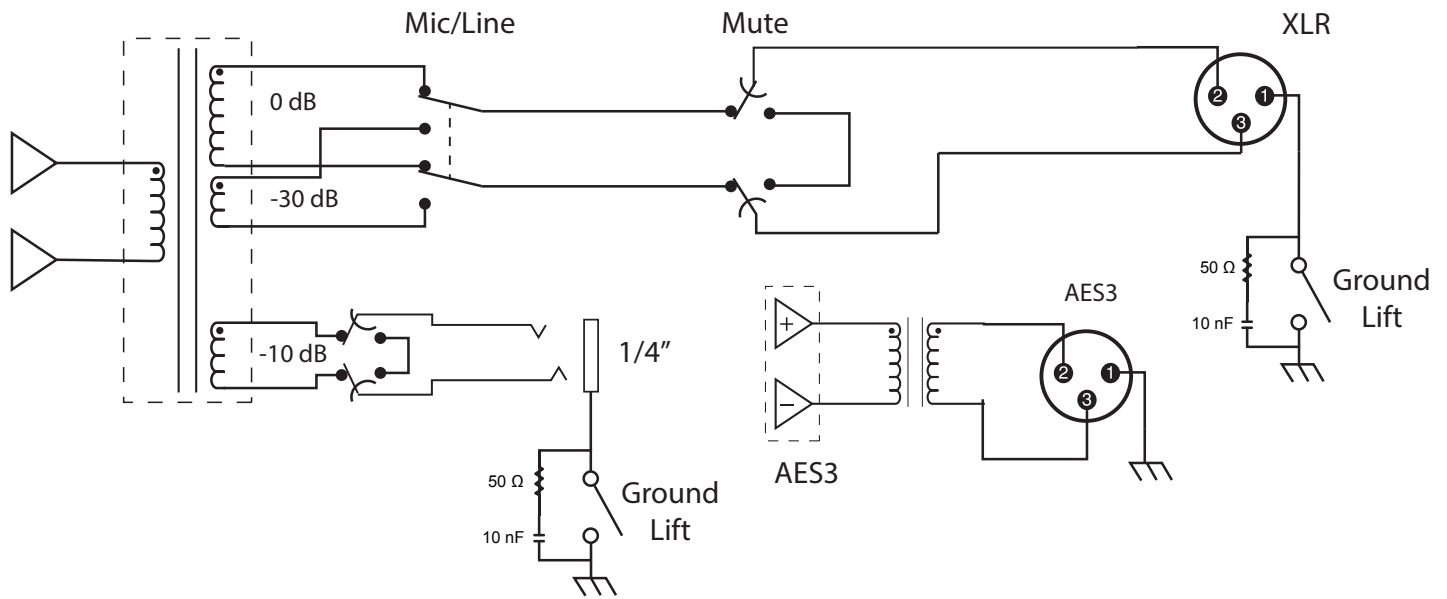 Mic/Line
Mute
XLR
0 dB
2
1
3
-30 dB
50 Ω
10 nF
Ground
Lift
-10 dB
1/4”
+
−
AES3
AES3
2
1
3
50 Ω
10 nF
Ground
Lift